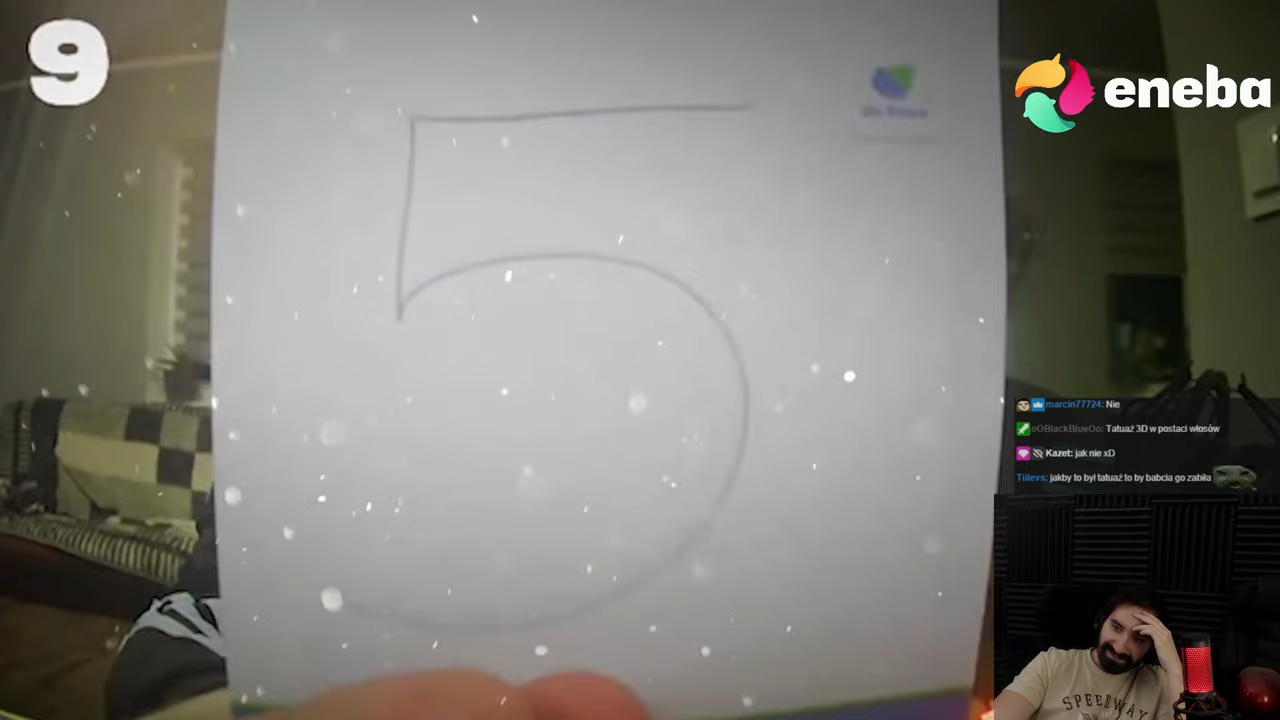 9
5
eneba
marcin77724: Nie
oOBlackBlueOo: Tatuaż 3D w postaci włosów
Kazet: jak nie xD
Tiilevs: jakby to był tatuaż to by babcia go zabiła
SPEEDWAY